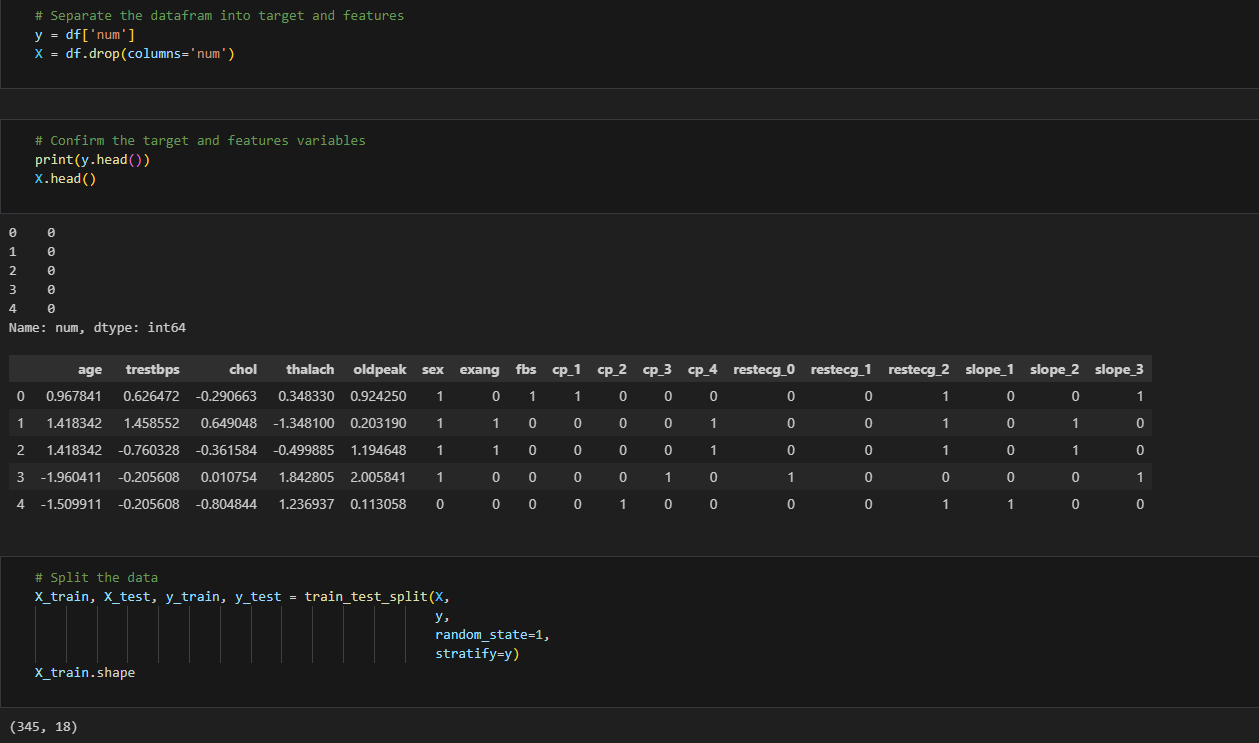 # Separate the datafram into target and features
y = df['num']
X = df.drop(columns='num')
# Confirm the target and features variables
print(y.head())
X.head()
0 0
1 0
2 0
3 0
4 0
Name: num, dtype: int64
age trestbps chol thalach oldpeak sex exang fbs cp_1 cp_2 cp_3 cp_4 restecg_0 restecg_1 restecg_2 slope_1 slope_2 slope_3
0 0.967841 0.626472 -0.290663 0.348330 0.924250 1 0 1 1 0 0 0 0 0 1 0 0 1
1 1.418342 1.458552 0.649048 -1.348100 0.203190 1 1 0 0 0 0 1 0 0 1 0 1 0
2 1.418342 -0.760328 -0.361584 -0.499885 1.194648 1 1 0 0 0 0 1 0 0 1 0 1 0
3 -1.960411 -0.205608 0.010754 1.842805 2.005841 1 0 0 0 0 1 0 1 0 0 0 0 1
4 -1.509911 -0.205608 -0.804844 1.236937 0.113058 0 0 0 0 1 0 0 0 0 1 1 0 0
# Split the data
X_train, X_test, y_train, y_test = train_test_split(X,
y,
random_state=1,
stratify=y)
X_train.shape
(345, 18)